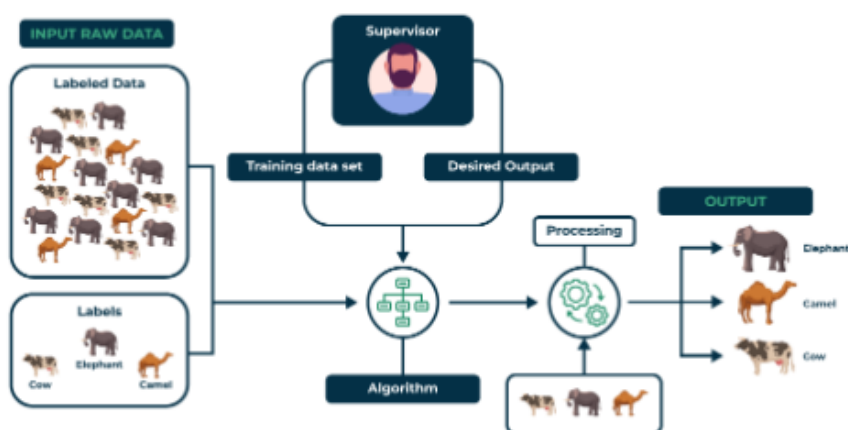 INPUT RAW DATA
Labeled Data
Supervisor
Training data set
Desired Output
OUTPUT
Processing
Elephant
Camel
Cow
Labels
Elephant
Cow
Camel
Algorithm